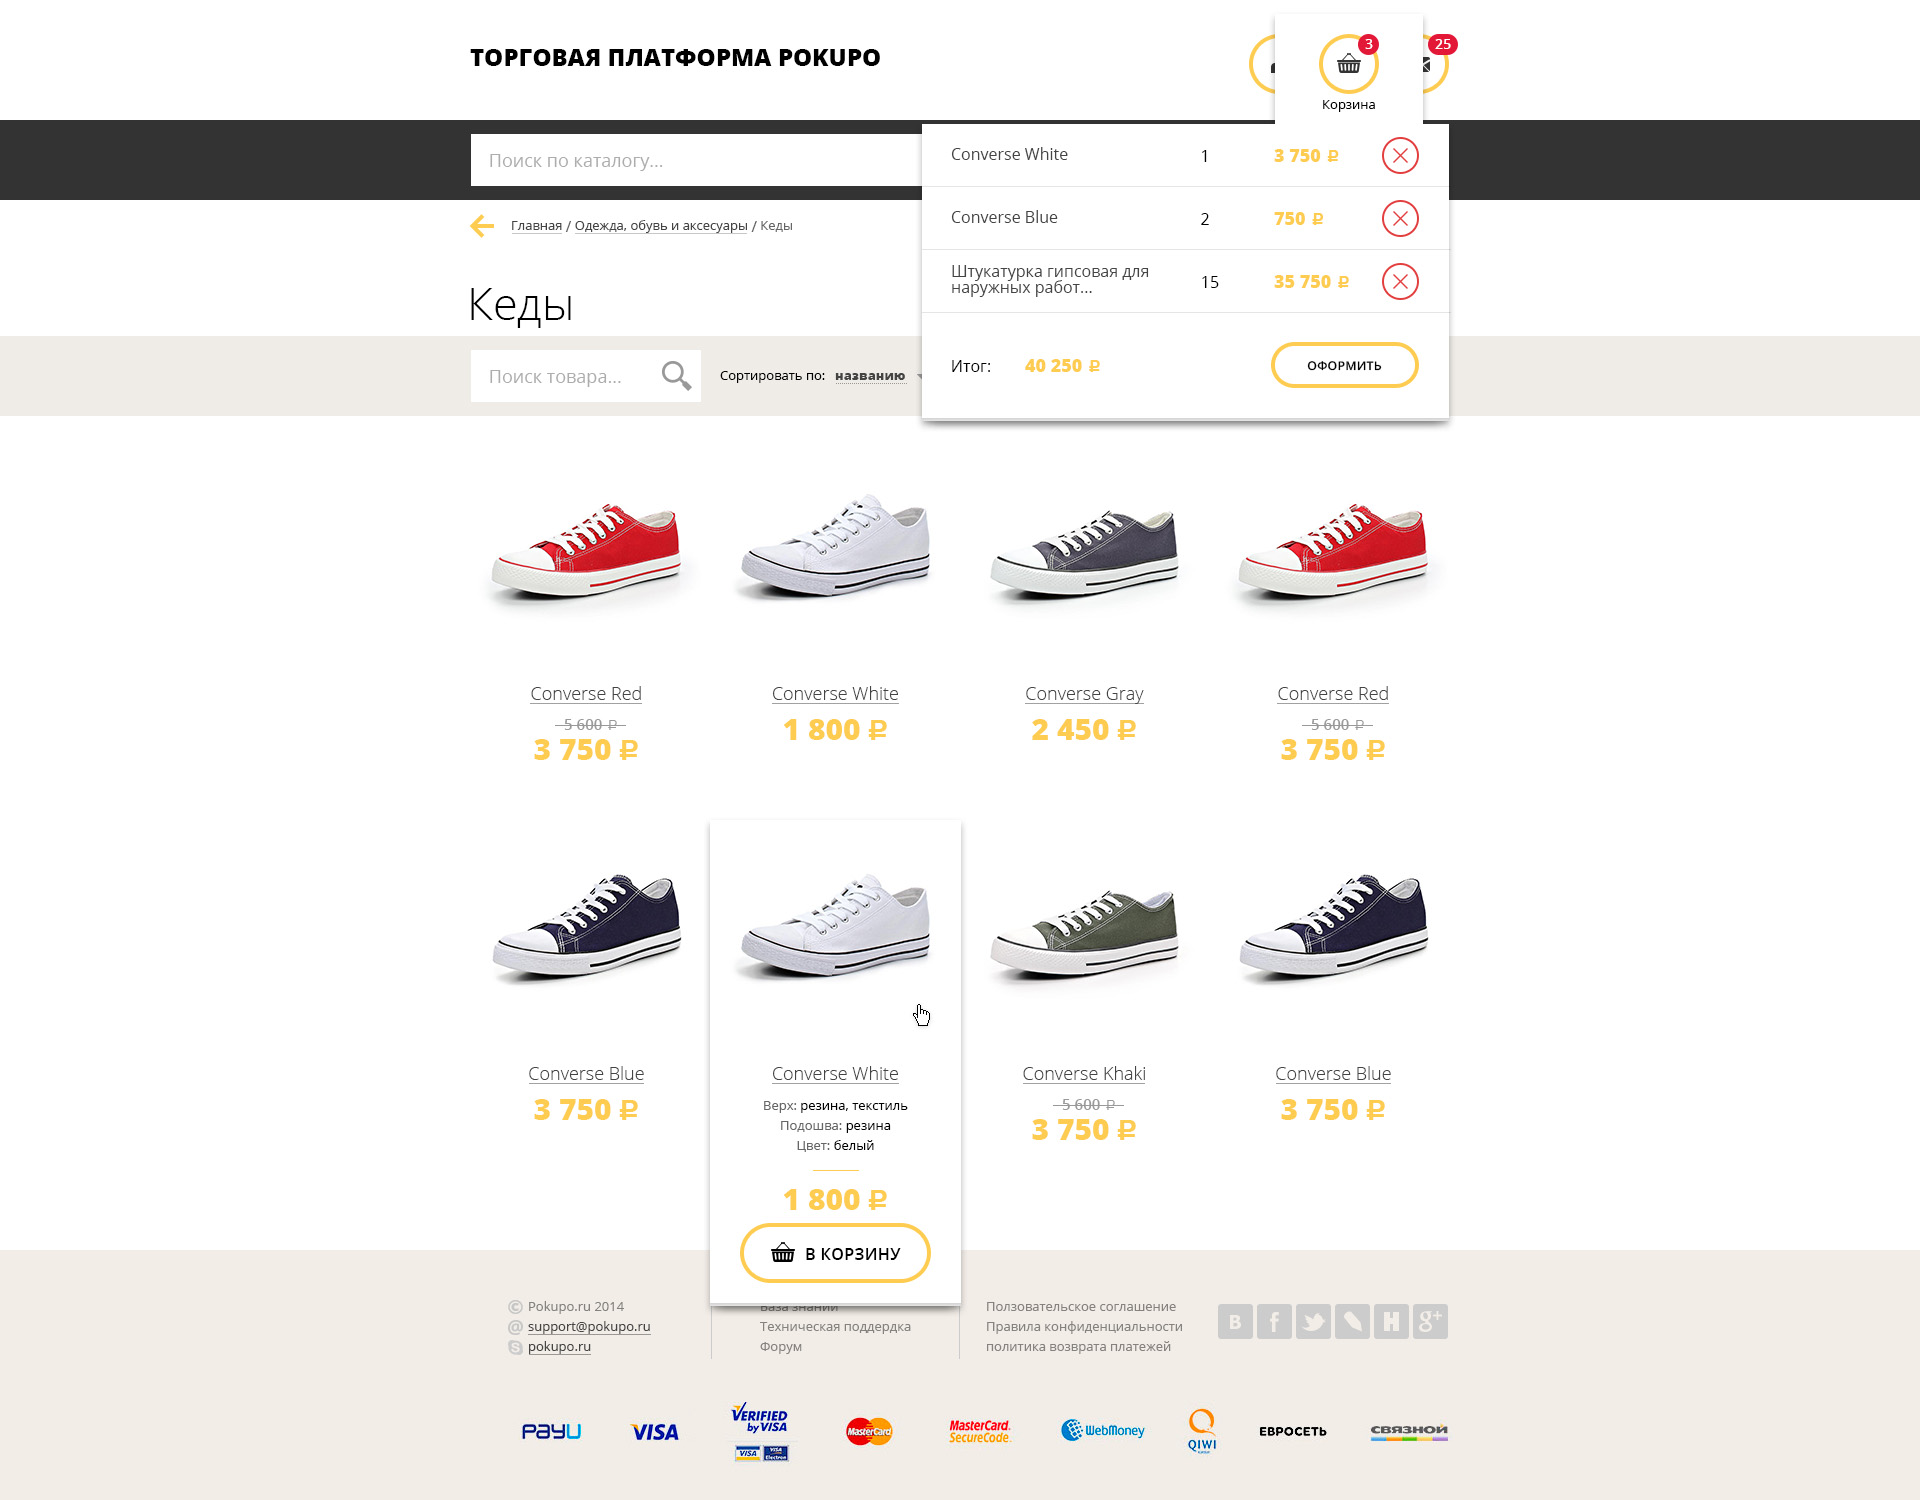 ТОРГОВАЯ ПЛАТФОРМА POKUPO
3
25
Корзина
Поиск по каталогу...
Converse White 1 3 750 ₽
Converse Blue 2 750 ₽
Штукатурка гипсовая для
наружных работ...
15 35 750 ₽
Итог: 40 250 ₽
ОФОРМИТЬ
Главная / Одежда, обувь и аксесуары / Кеды
Кеды
Поиск товара...
Сортировать по: названию
Converse Red
5 600 ₽
3 750 ₽
Converse White
1 800 ₽
Converse Gray
2 450 ₽
Converse Red
5 600 ₽
3 750 ₽
Converse Blue
3 750 ₽
Converse White
Верх: резина, текстиль
Подошва: резина
Цвет: белый
1 800 ₽
В КОРЗИНУ
Converse Khaki
5 600 ₽
3 750 ₽
Converse Blue
3 750 ₽
© Pokupo.ru 2014
@ support@pokupo.ru
pokupo.ru
База знаний
Техническая поддердка
Форум
Ползовательское соглашение
Правила конфиденциальности
политика возврата платежей
B f H g+
PayU
VISA
VERIFIED
by VISA
VISA
VISA
Electron
MasterCard
MasterCard.
SecureCode.
WebMoney
QIWI
ЕВРОСЕТЬ
СВЯЗНОЙ